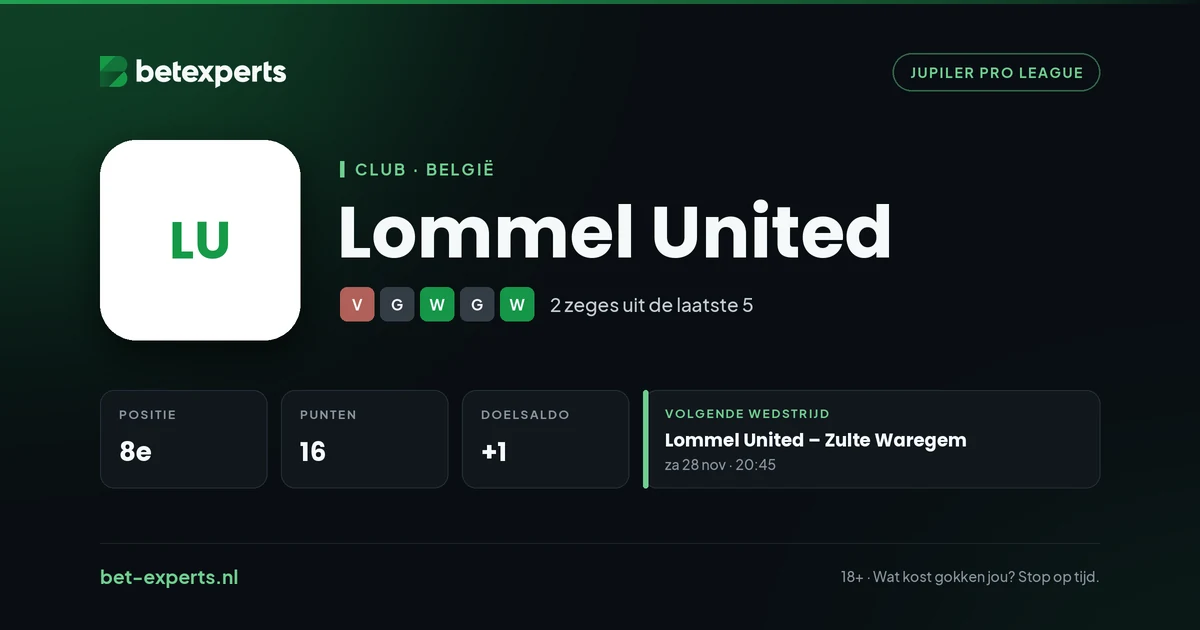 betexperts
JUPILER PRO LEAGUE
LU
CLUB · BELGIË
Lommel United
V G W G W 2 zeges uit de laatste 5
POSITIE
8e
PUNTEN
16
DOELSALDO
+1
VOLGENDE WEDSTRIJD
Lommel United – Zulte Waregem
za 28 nov · 20:45
bet-experts.nl
18+ · Wat kost gokken jou? Stop op tijd.